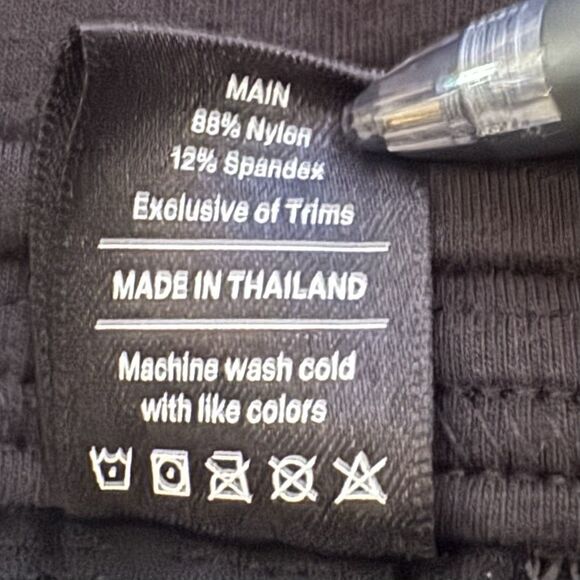 MAIN
88% Nylon
12% Spandex
Exclusive of Trims
MADE IN THAILAND
Machine wash cold
with like colors